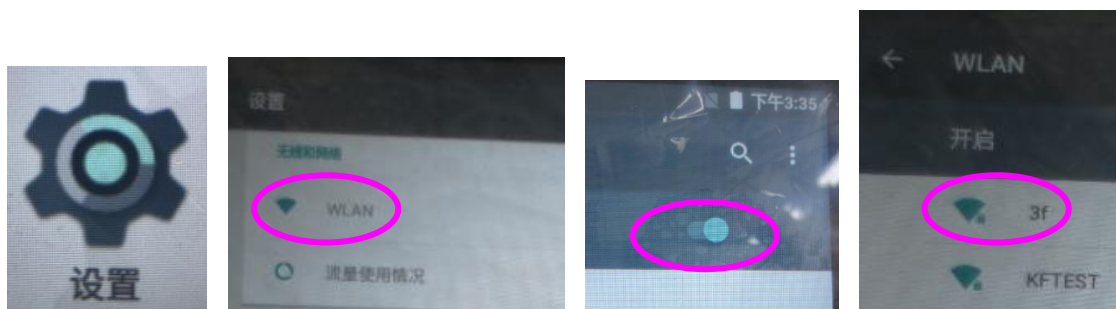 设置
设置
无线和网络
WLAN
流量使用情况
下午3:35
WLAN
开启
3f
KFTEST